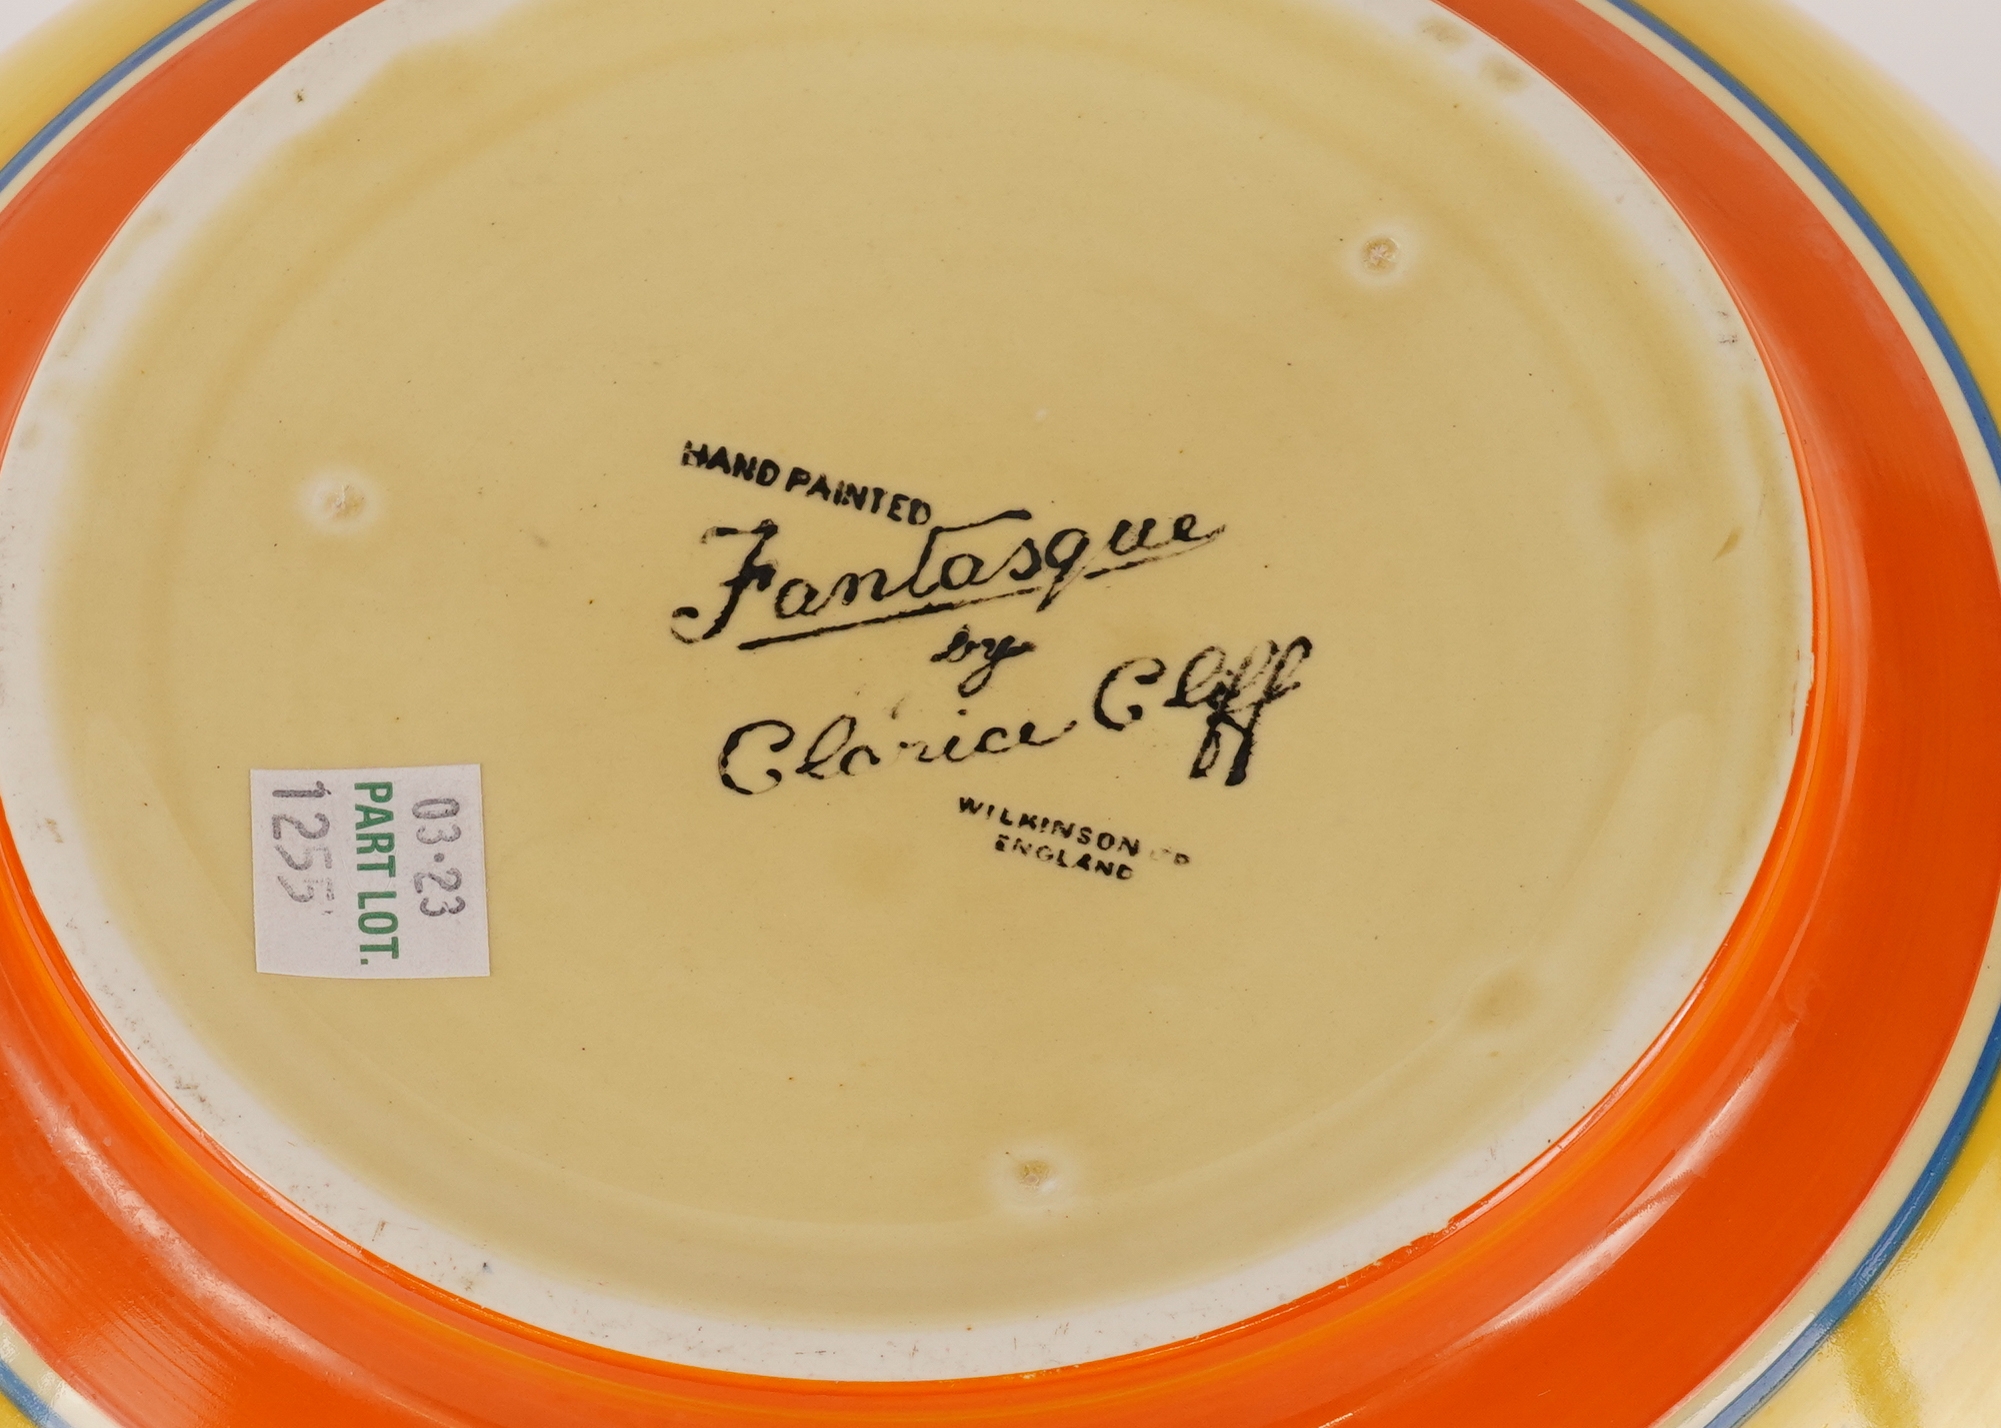 HAND PAINTED
Fantasque
by
Clarice Cliff
WILKINSON LTD
ENGLAND
03·23
PART LOT.
1255